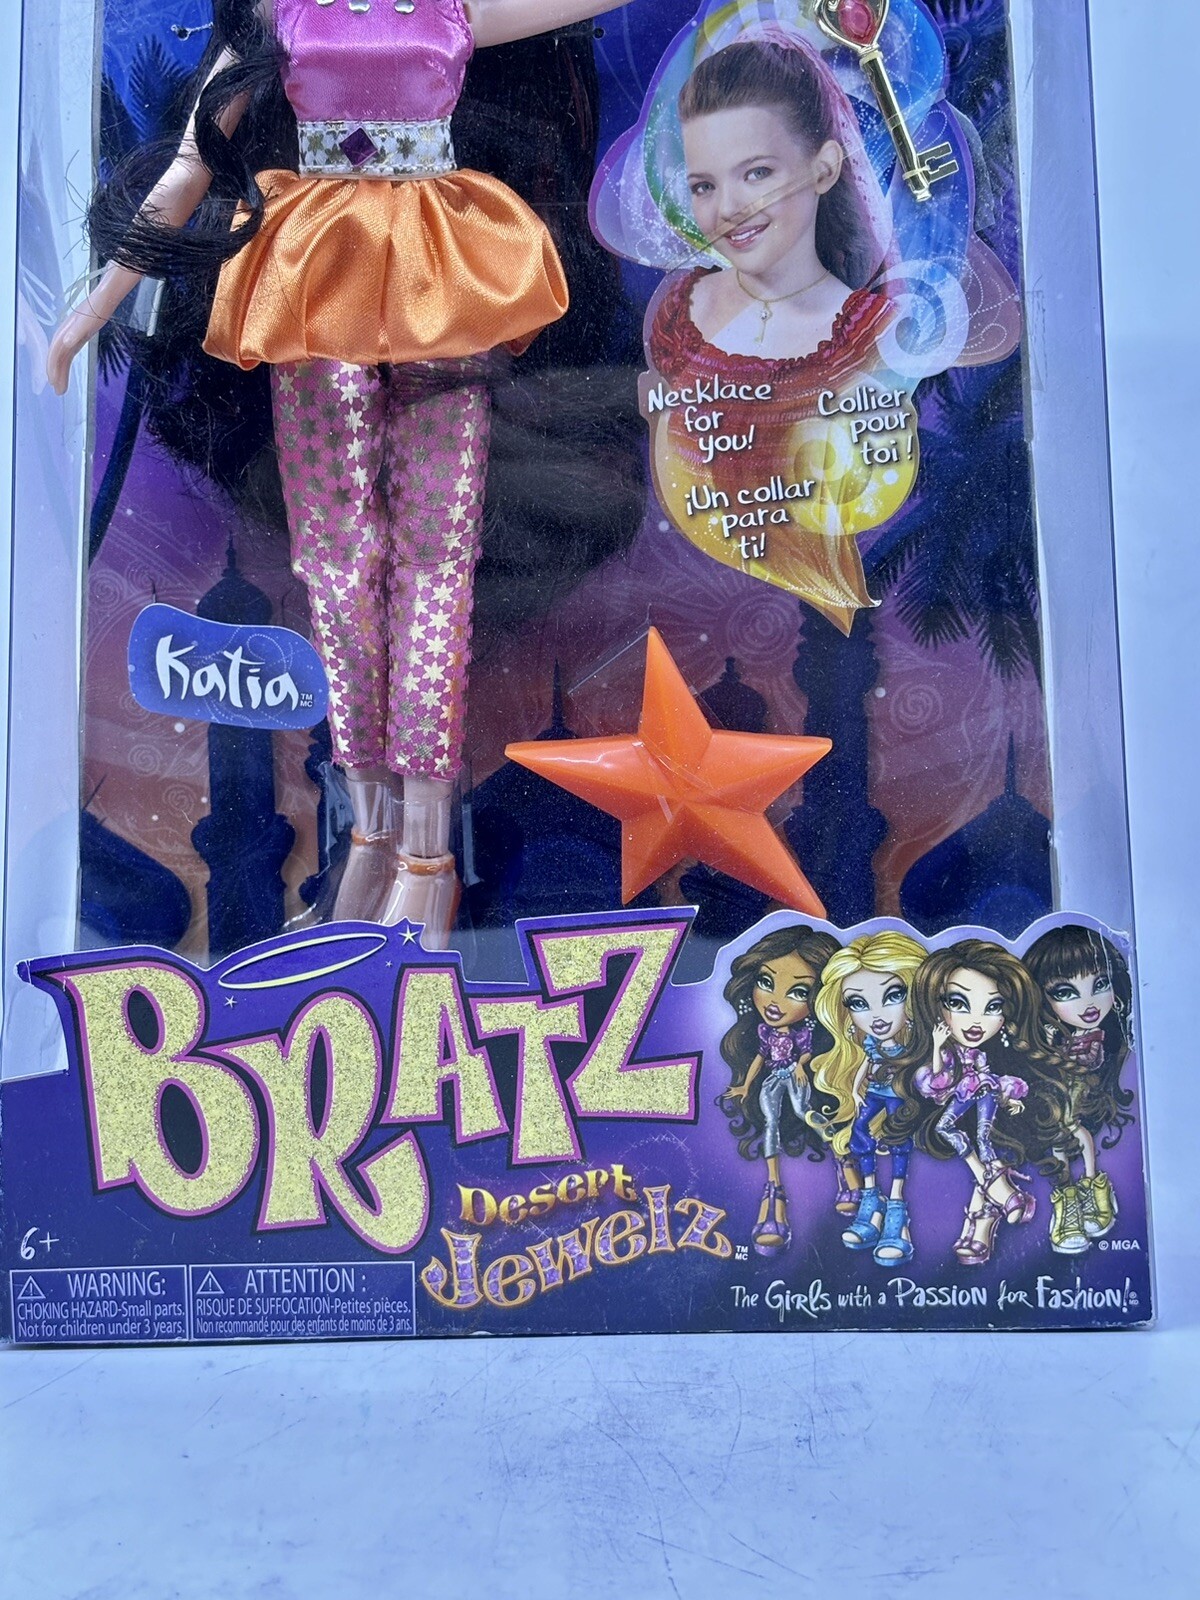 Necklace
for
you!
Collier
pour
toi !
¡Un collar
para
ti!
Katia TM MC
BRATZ
Desert
Jewelz TM MC
6+
WARNING:
CHOKING HAZARD-Small parts.
Not for children under 3 years.
ATTENTION :
RISQUE DE SUFFOCATION-Petites pièces.
Non recommandé pour des enfants de moins de 3 ans.
© MGA
The Girls with a Passion for Fashion!